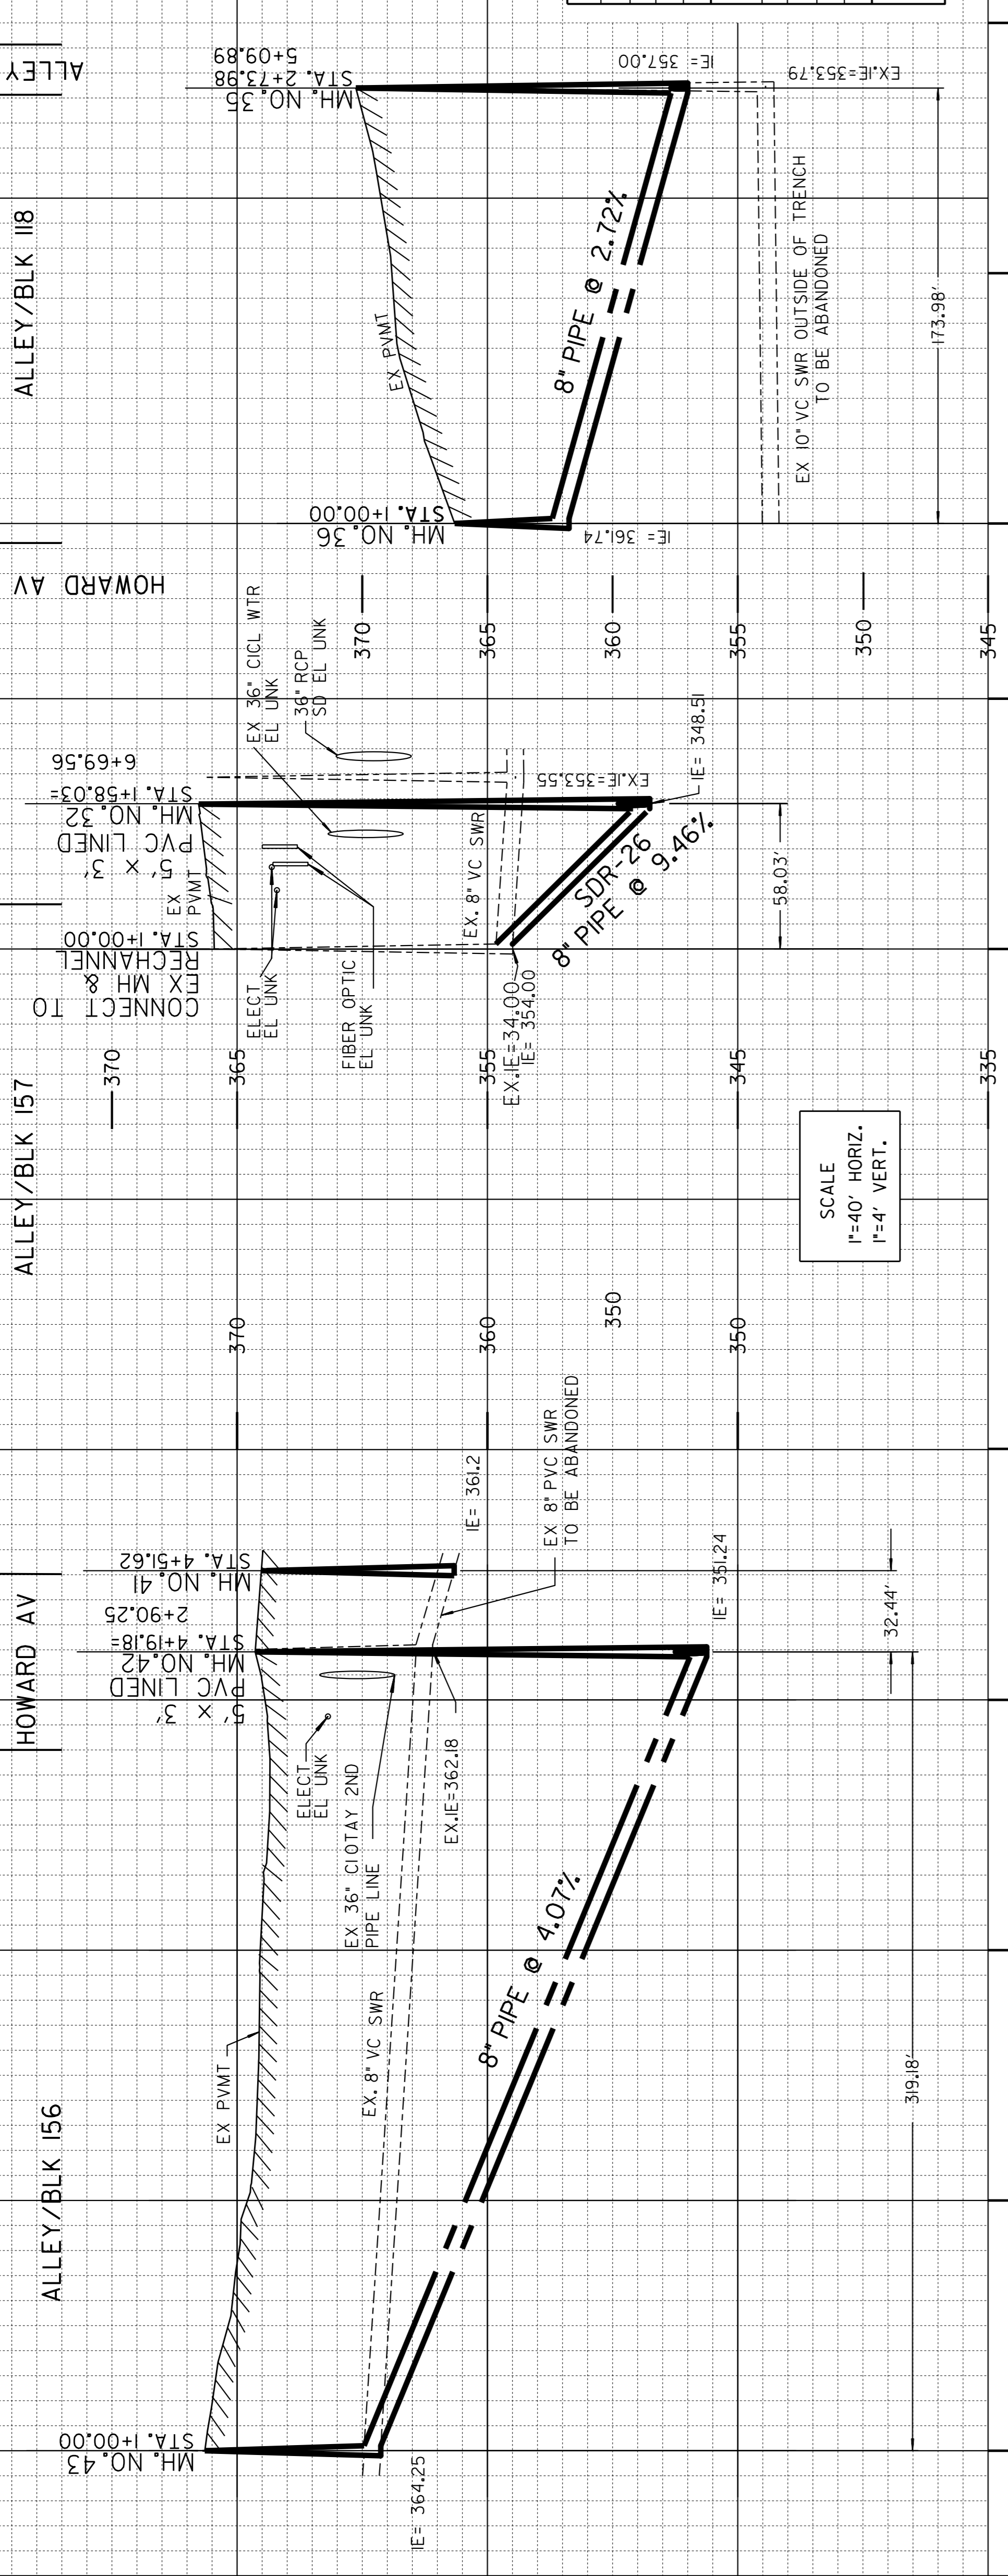 ALLEY/BLK 156
HOWARD AV
MH. NO. 43
STA. 1+00.00
IE= 364.25
EX PVMT
EX. 8" VC SWR
8" PIPE @ 4.07%
319.18'
ELECT
EL UNK
EX 36" CIOTAY 2ND
PIPE LINE
EX.IE=362.18
5' X 3'
PVC LINED
MH. NO.42
STA. 4+19.18=
2+90.25
MH. NO. 41
STA. 4+51.62
IE= 361.2
EX 8" PVC SWR
TO BE ABANDONED
IE= 351.24
32.44'
370
360
350
350
SCALE
1"=40' HORIZ.
1"=4' VERT.
ALLEY/BLK 157
370
365
355
345
335
CONNECT TO
EX MH &
RECHANNEL
STA. 1+00.00
ELECT
EL UNK
FIBER OPTIC
EL UNK
EX.IE=34.00
IE= 354.00
EX
PVMT
5' X 3'
PVC LINED
MH. NO. 32
STA. 1+58.03=
6+69.56
EX. 8" VC SWR
SDR-26
8" PIPE @ 9.46%
58.03'
EX 36" CICL WTR
EL UNK
36" RCP
SD EL UNK
EX.IE=353.55
IE= 348.51
HOWARD AV
370
365
360
355
350
345
ALLEY/BLK 118
MH. NO. 36
STA. 1+00.00
IE= 361.74
EX PVMT
8" PIPE @ 2.72%
EX 10" VC SWR OUTSIDE OF TRENCH
TO BE ABANDONED
173.98'
MH. NO. 35
STA. 2+73.98
5+09.89
IE= 357.00
EX.IE=353.79
ALLEY